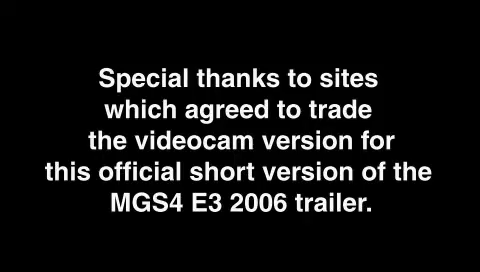 Special thanks to sites
which agreed to trade
the videocam version for
this official short version of the
MGS4 E3 2006 trailer.